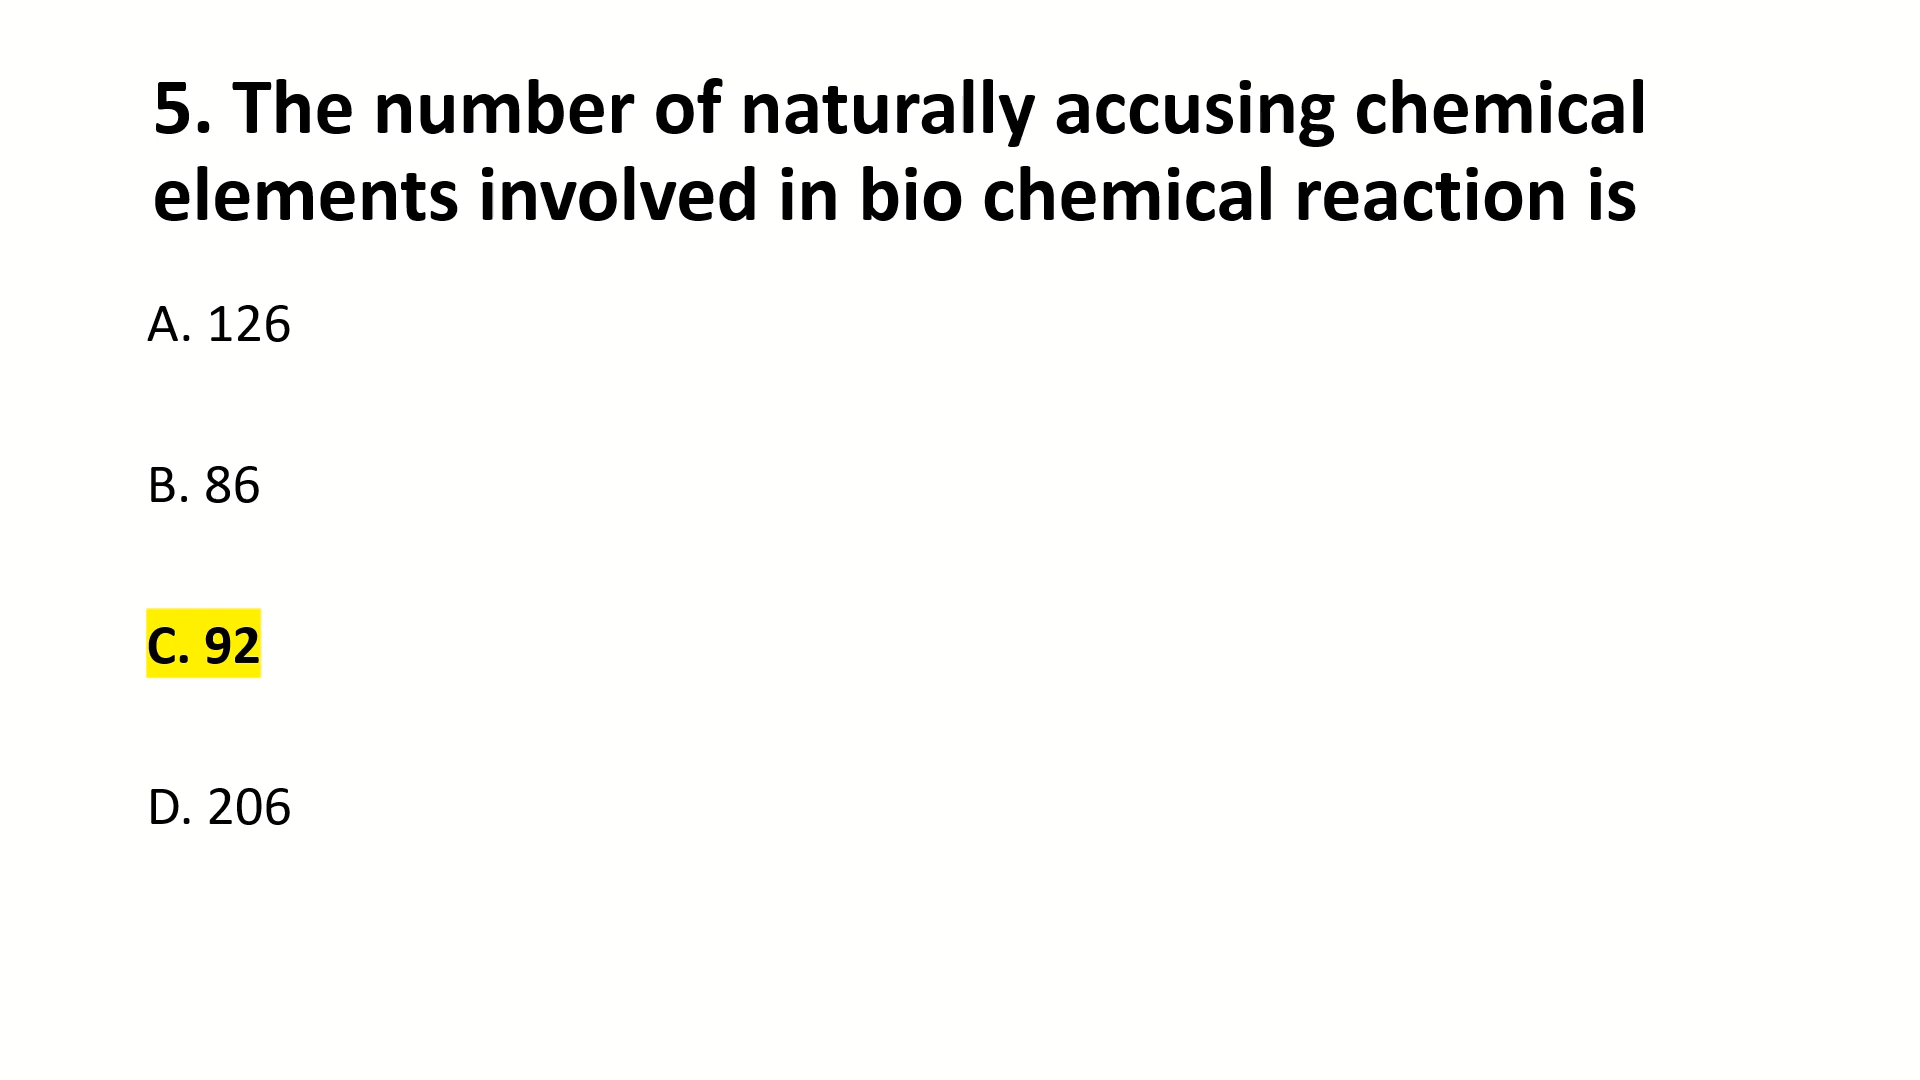 5. The number of naturally accusing chemical
elements involved in bio chemical reaction is
A. 126
B. 86
C. 92
D. 206